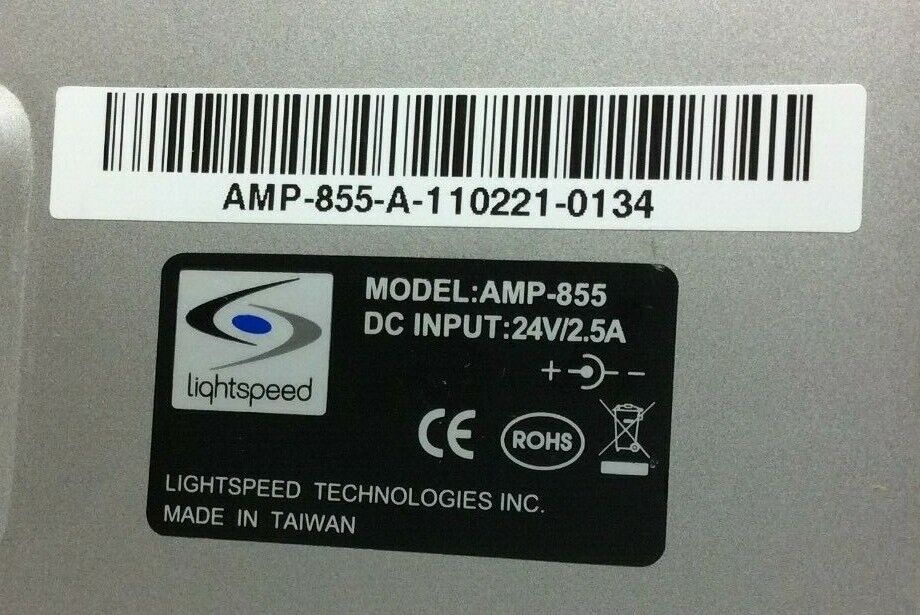 AMP-855-A-110221-0134
MODEL:AMP-855
DC INPUT:24V/2.5A
+ -
lightspeed
CE ROHS
LIGHTSPEED TECHNOLOGIES INC.
MADE IN TAIWAN